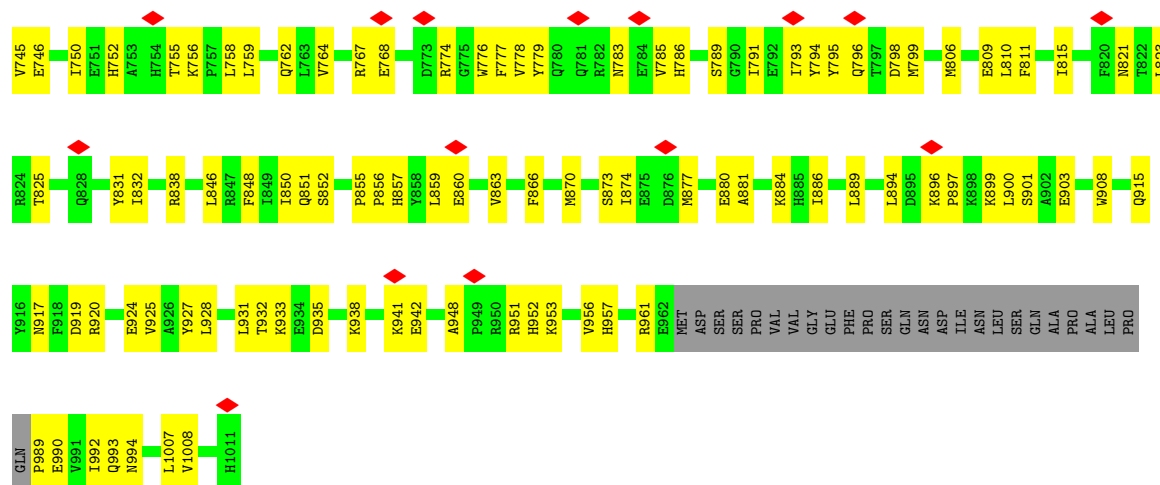 V745 E746 I750 E751 H752 A753 H754 T755 K756 P757 L758 L759 Q762 L763 V764 R767 E768 D773 R774 G775 W776 F777 V778 Y779 Q780 Q781 R782 N783 E784 V785 H786 S789 G790 I791 E792 I793 Y794 Y795 Q796 T797 D798 M799 M806 E809 L810 F811 I815 F820 N821 T822 L823
R824 T825 Q828 Y831 I832 R838 L846 R847 F848 I849 I850 Q851 S852 P855 P856 H857 Y858 L859 E860 V863 F866 M870 S873 I874 E875 D876 M877 E880 A881 K884 H885 I886 L889 L894 D895 K896 P897 K898 K899 L900 S901 A902 E903 W908 Q915
Y916 N917 F918 D919 R920 E924 V925 A926 Y927 L928 L931 T932 K933 E934 D935 K938 K941 E942 A948 P949 R950 R951 H952 K953 V956 H957 R961 E962 MET ASP SER SER PRO VAL VAL GLY GLU PHE PRO SER GLN ASN ASP ILE ASN LEU SER GLN ALA PRO ALA LEU PRO
GLN P989 E990 V991 I992 Q993 N994 L1007 V1008 H1011